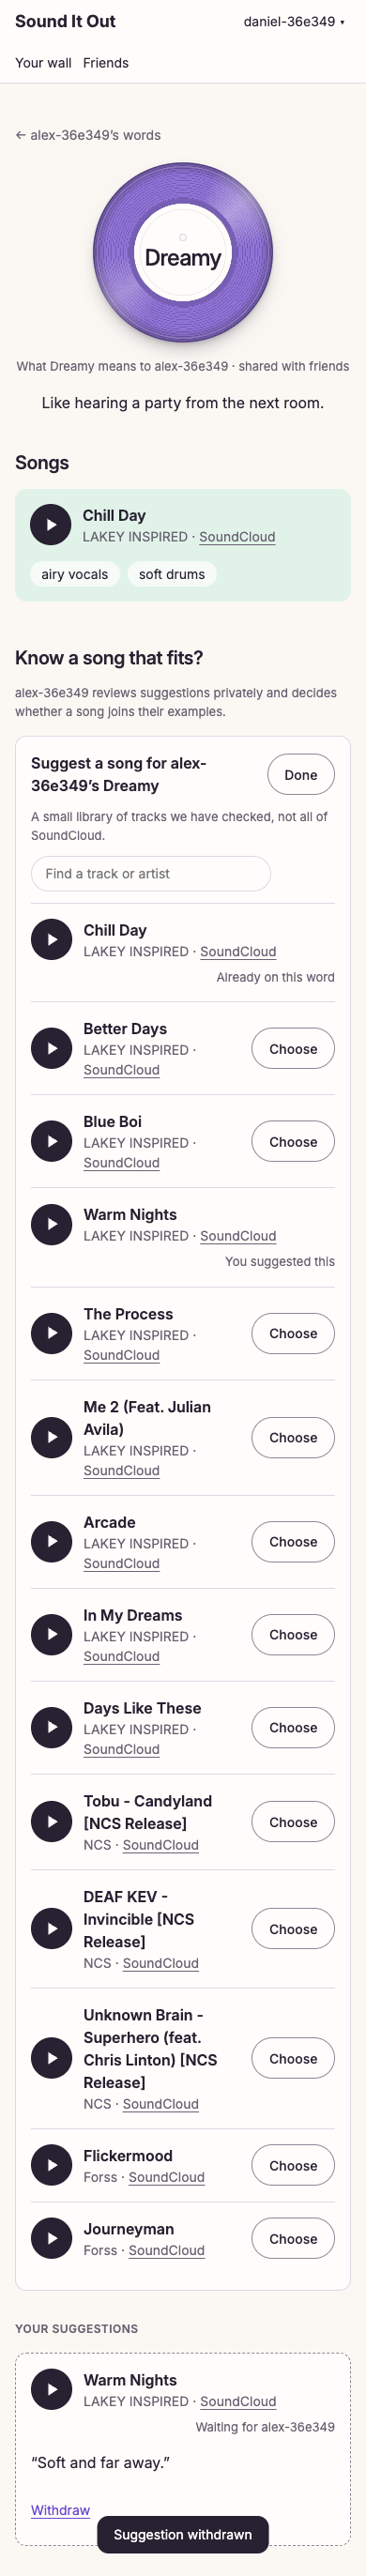 Sound It Out
daniel-36e349 ▾
Your wall Friends
← alex-36e349’s words
Dreamy
What Dreamy means to alex-36e349 · shared with friends
Like hearing a party from the next room.
Songs
Chill Day
LAKEY INSPIRED · SoundCloud
airy vocals soft drums
Know a song that fits?
alex-36e349 reviews suggestions privately and decides
whether a song joins their examples.
Suggest a song for alex-
36e349’s Dreamy
Done
A small library of tracks we have checked, not all of
SoundCloud.
Find a track or artist
Chill Day
LAKEY INSPIRED · SoundCloud
Already on this word
Better Days
LAKEY INSPIRED ·
SoundCloud
Choose
Blue Boi
LAKEY INSPIRED ·
SoundCloud
Choose
Warm Nights
LAKEY INSPIRED · SoundCloud
You suggested this
The Process
LAKEY INSPIRED ·
SoundCloud
Choose
Me 2 (Feat. Julian
Avila)
LAKEY INSPIRED ·
SoundCloud
Choose
Arcade
LAKEY INSPIRED ·
SoundCloud
Choose
In My Dreams
LAKEY INSPIRED ·
SoundCloud
Choose
Days Like These
LAKEY INSPIRED ·
SoundCloud
Choose
Tobu - Candyland
[NCS Release]
NCS · SoundCloud
Choose
DEAF KEV -
Invincible [NCS
Release]
NCS · SoundCloud
Choose
Unknown Brain -
Superhero (feat.
Chris Linton) [NCS
Release]
NCS · SoundCloud
Choose
Flickermood
Forss · SoundCloud
Choose
Journeyman
Forss · SoundCloud
Choose
YOUR SUGGESTIONS
Warm Nights
LAKEY INSPIRED · SoundCloud
Waiting for alex-36e349
“Soft and far away.”
Withdraw
Suggestion withdrawn